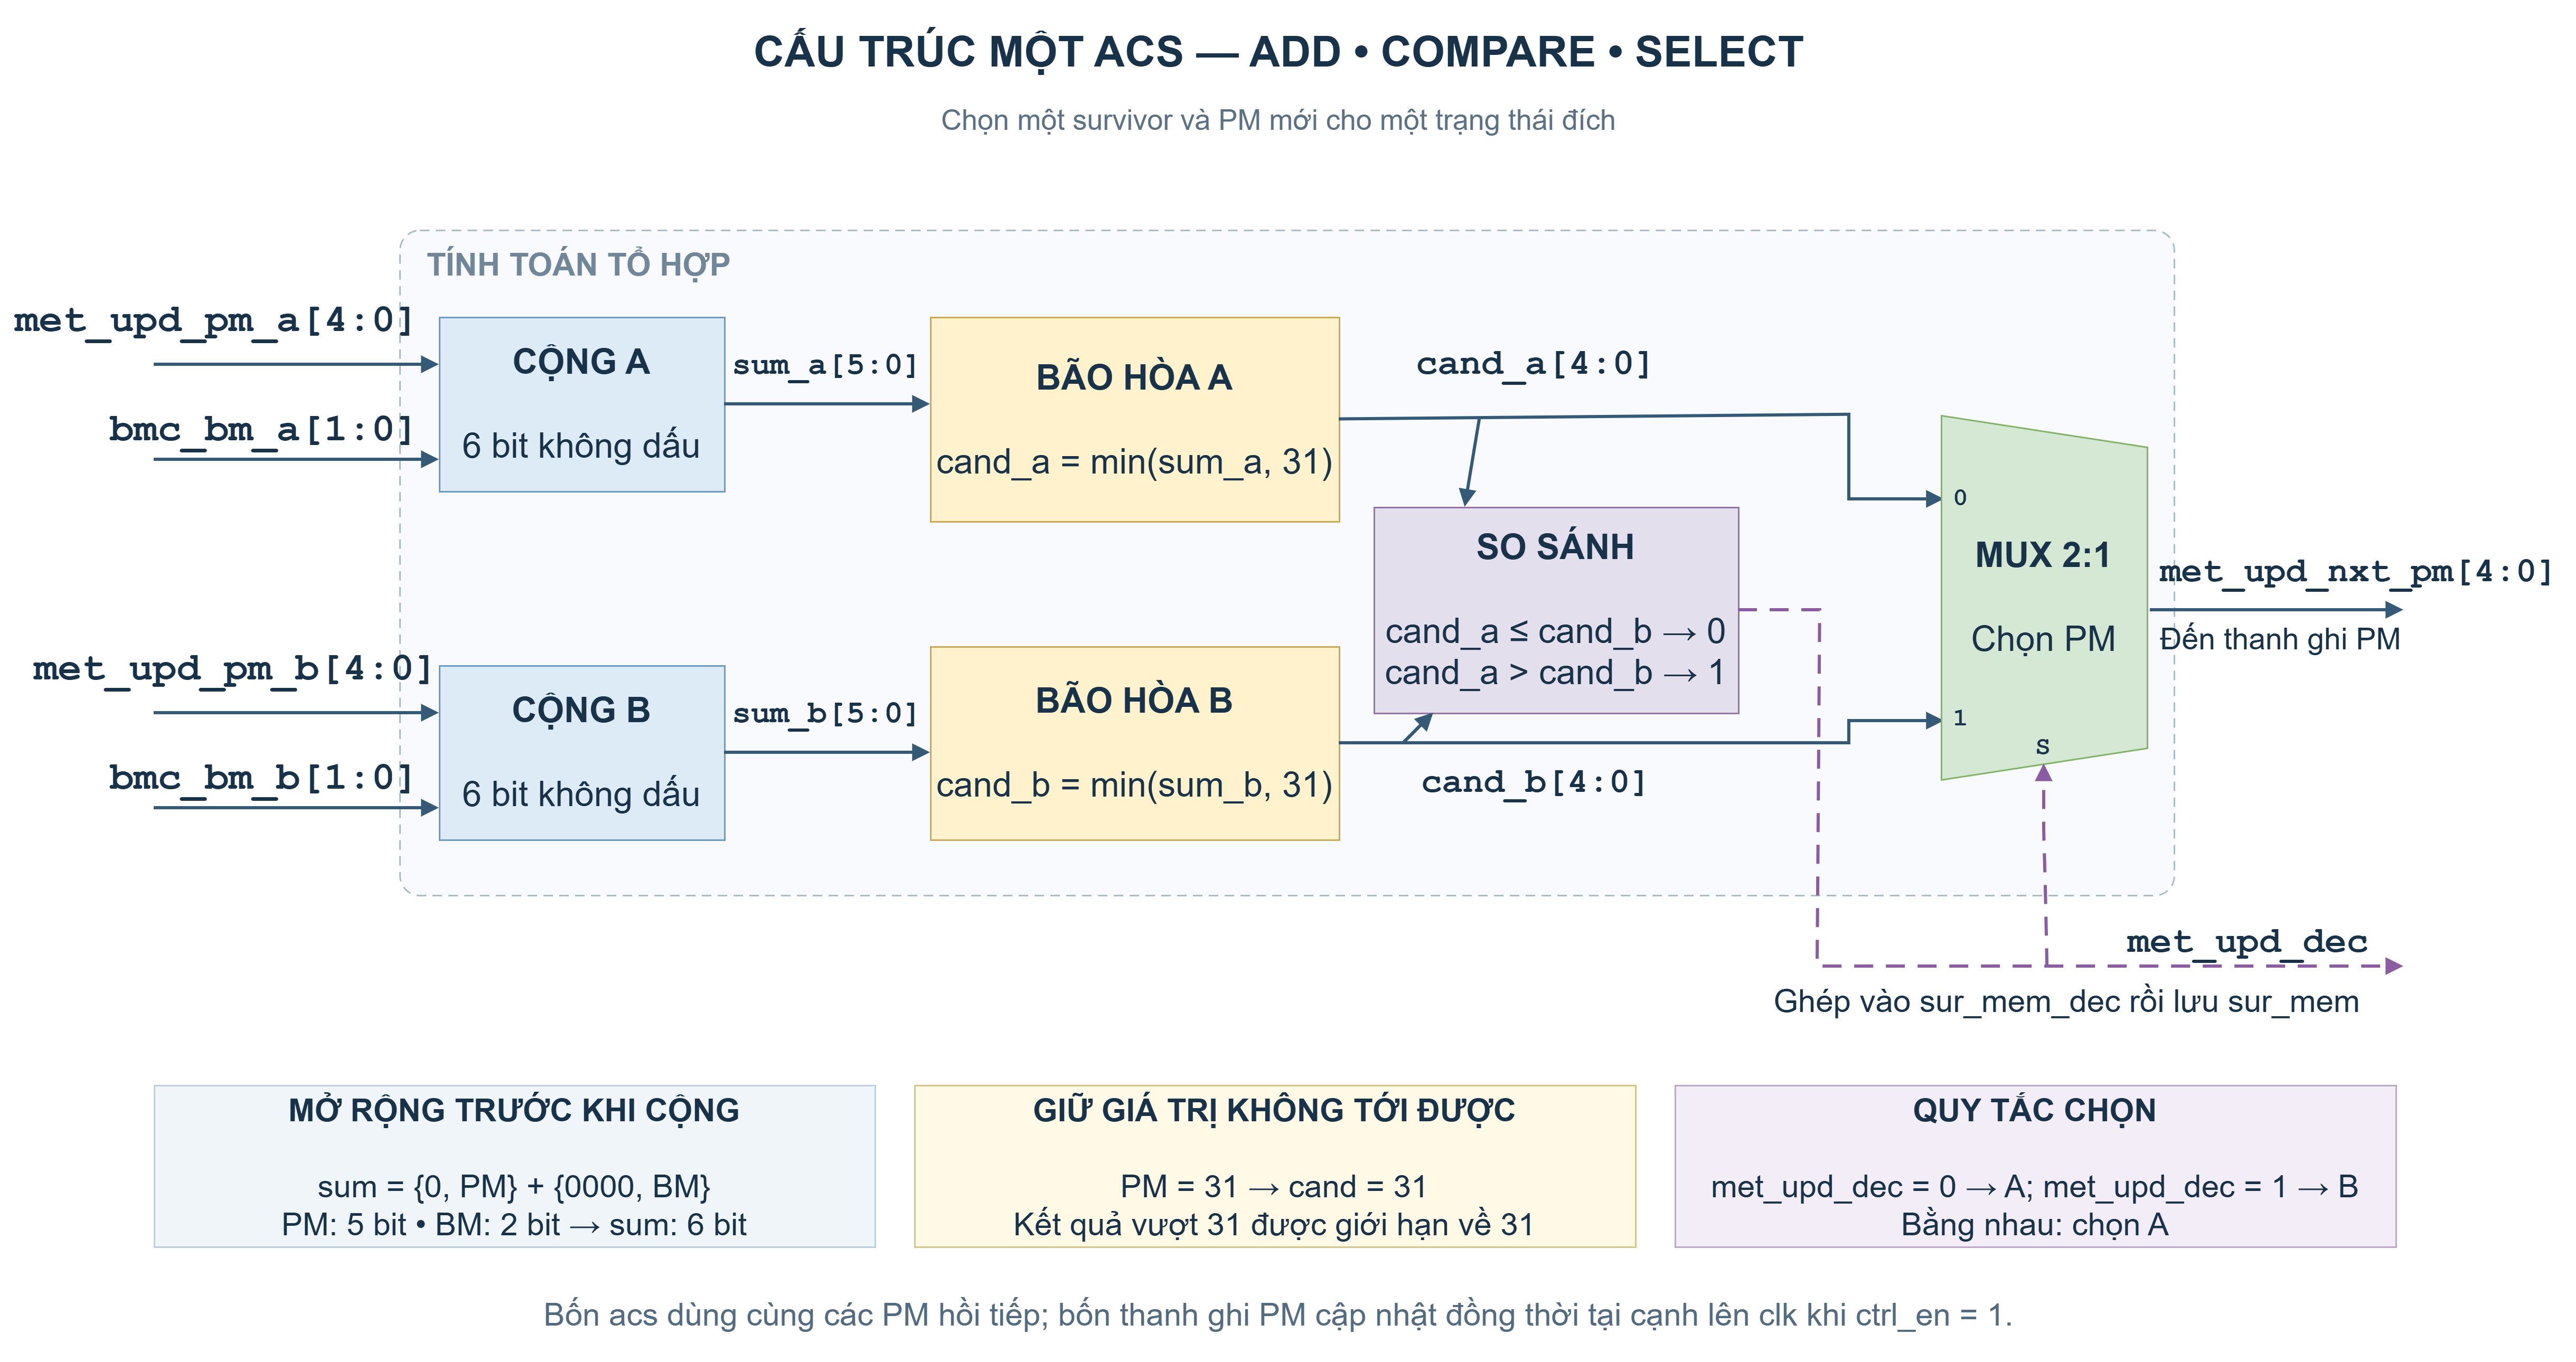 CẤU TRÚC MỘT ACS — ADD • COMPARE • SELECT
Chọn một survivor và PM mới cho một trạng thái đích
TÍNH TOÁN TỔ HỢP
met_upd_pm_a[4:0]
bmc_bm_a[1:0]
CỘNG A
6 bit không dấu
sum_a[5:0]
BÃO HÒA A
cand_a = min(sum_a, 31)
cand_a[4:0]
met_upd_pm_b[4:0]
bmc_bm_b[1:0]
CỘNG B
6 bit không dấu
sum_b[5:0]
BÃO HÒA B
cand_b = min(sum_b, 31)
cand_b[4:0]
SO SÁNH
cand_a ≤ cand_b → 0
cand_a > cand_b → 1
0
MUX 2:1
Chọn PM
1
s
met_upd_nxt_pm[4:0]
Đến thanh ghi PM
met_upd_dec
Ghép vào sur_mem_dec rồi lưu sur_mem
MỞ RỘNG TRƯỚC KHI CỘNG
sum = {0, PM} + {0000, BM}
PM: 5 bit • BM: 2 bit → sum: 6 bit
GIỮ GIÁ TRỊ KHÔNG TỚI ĐƯỢC
PM = 31 → cand = 31
Kết quả vượt 31 được giới hạn về 31
QUY TẮC CHỌN
met_upd_dec = 0 → A; met_upd_dec = 1 → B
Bằng nhau: chọn A
Bốn acs dùng cùng các PM hồi tiếp; bốn thanh ghi PM cập nhật đồng thời tại cạnh lên clk khi ctrl_en = 1.